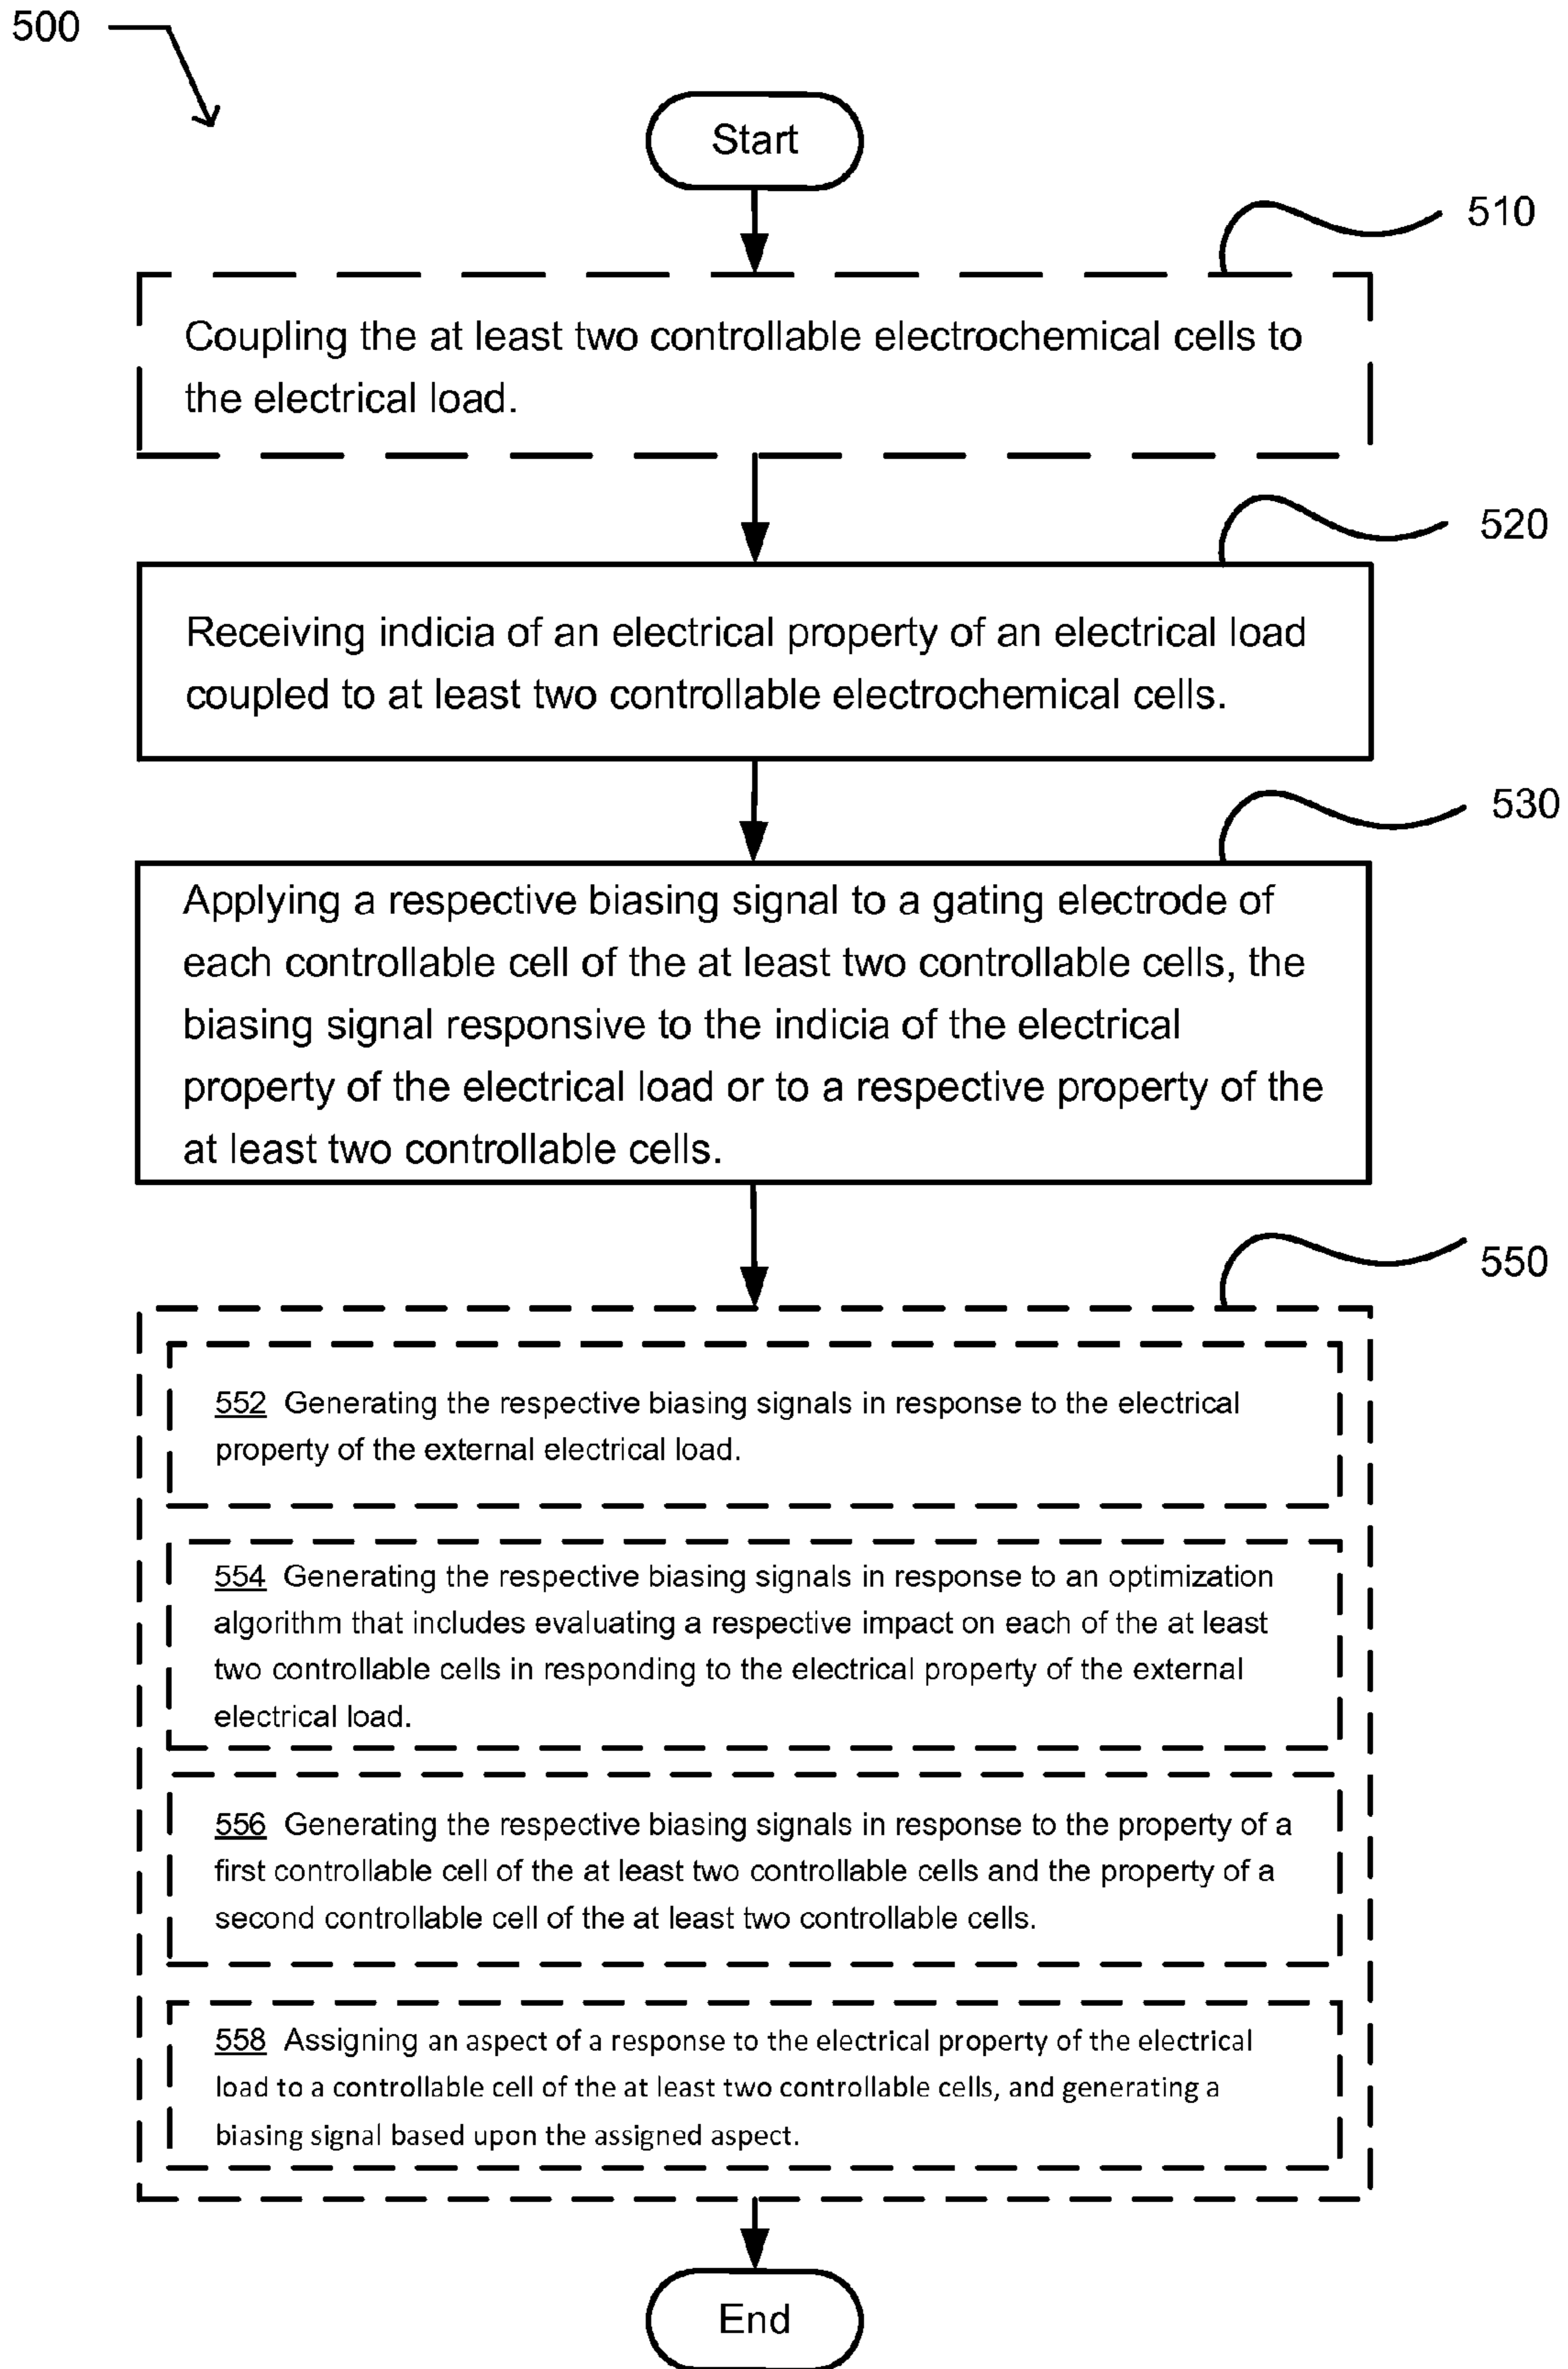 500
Start
510
Coupling the at least two controllable electrochemical cells to
the electrical load.
520
Receiving indicia of an electrical property of an electrical load
coupled to at least two controllable electrochemical cells.
530
Applying a respective biasing signal to a gating electrode of
each controllable cell of the at least two controllable cells, the
biasing signal responsive to the indicia of the electrical
property of the electrical load or to a respective property of the
at least two controllable cells.
550
552 Generating the respective biasing signals in response to the electrical
property of the external electrical load.
554 Generating the respective biasing signals in response to an optimization
algorithm that includes evaluating a respective impact on each of the at least
two controllable cells in responding to the electrical property of the external
electrical load.
556 Generating the respective biasing signals in response to the property of a
first controllable cell of the at least two controllable cells and the property of a
second controllable cell of the at least two controllable cells.
558 Assigning an aspect of a response to the electrical property of the electrical
load to a controllable cell of the at least two controllable cells, and generating a
biasing signal based upon the assigned aspect.
End